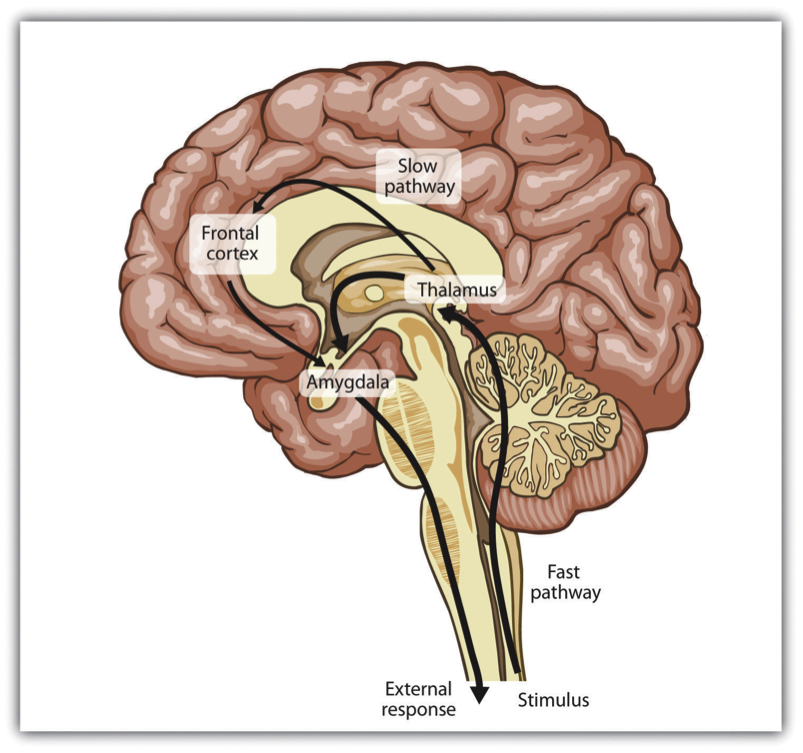 Slow
pathway
Frontal
cortex
Thalamus
Amygdala
Fast
pathway
External
response
Stimulus